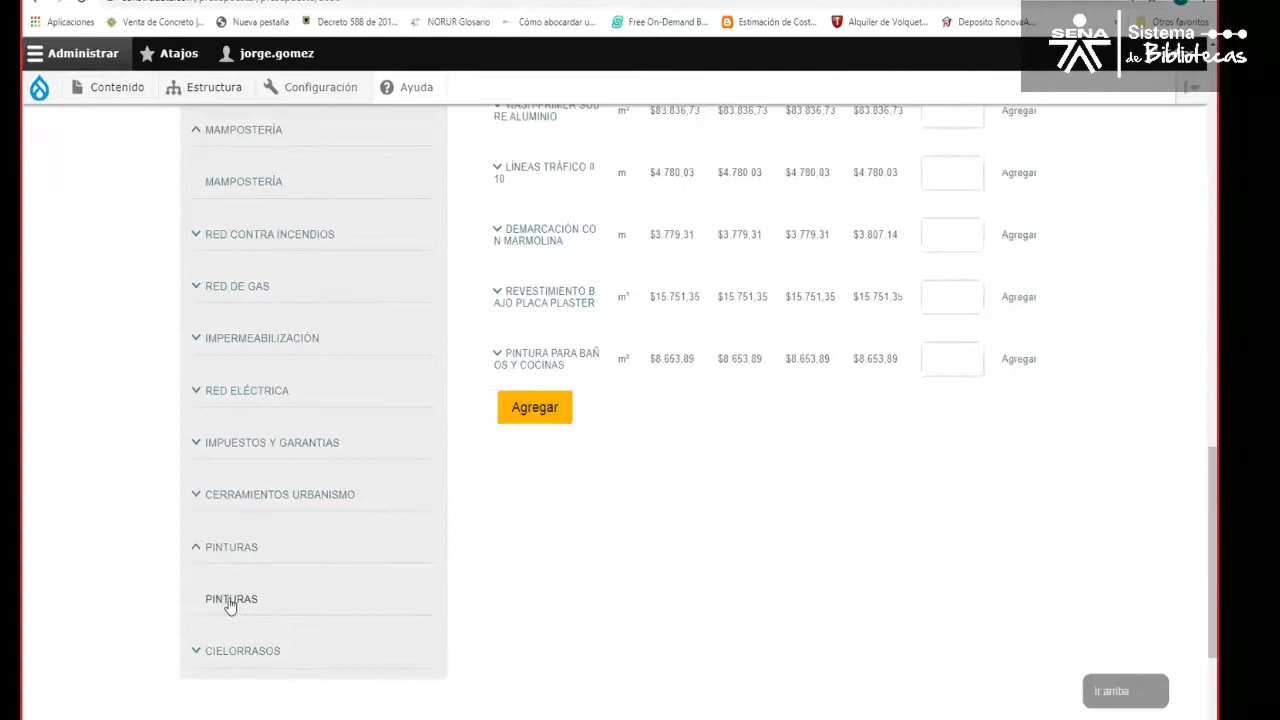 Aplicaciones
Venta de Concreto |...
Nueva pestaña
Decreto 588 de 201...
NORUR Glosario
Cómo abocardar u...
Free On-Demand B...
Estimación de Cost...
Alquiler de Volquet...
Deposito RonovaA...
Otros favoritos
SENA
Sistema
de Bibliotecas
Administrar
Atajos
jorge.gomez
Contenido
Estructura
Configuración
Ayuda
MAMPOSTERÍA
MAMPOSTERÍA
RED CONTRA INCENDIOS
RED DE GAS
IMPERMEABILIZACIÓN
RED ELÉCTRICA
IMPUESTOS Y GARANTIAS
CERRAMIENTOS URBANISMO
PINTURAS
PINTURAS
CIELORRASOS
WASH-PRIMER SOB
RE ALUMINIO
m² $83.836,73 $83.836,73 $83.836,73 $83.836,73 Agregar
LÍNEAS TRÁFICO 0
10
m $4.780,03 $4.780,03 $4.780,03 $4.780,03 Agregar
DEMARCACIÓN CO
N MARMOLINA
m $3.779,31 $3.779,31 $3.779,31 $3.807,14 Agregar
REVESTIMIENTO B
AJO PLACA PLASTER
m² $15.751,35 $15.751,35 $15.751,35 $15.751,35 Agregar
PINTURA PARA BAÑ
OS Y COCINAS
m² $8.653,89 $8.653,89 $8.653,89 $8.653,89 Agregar
Agregar
Ir arriba